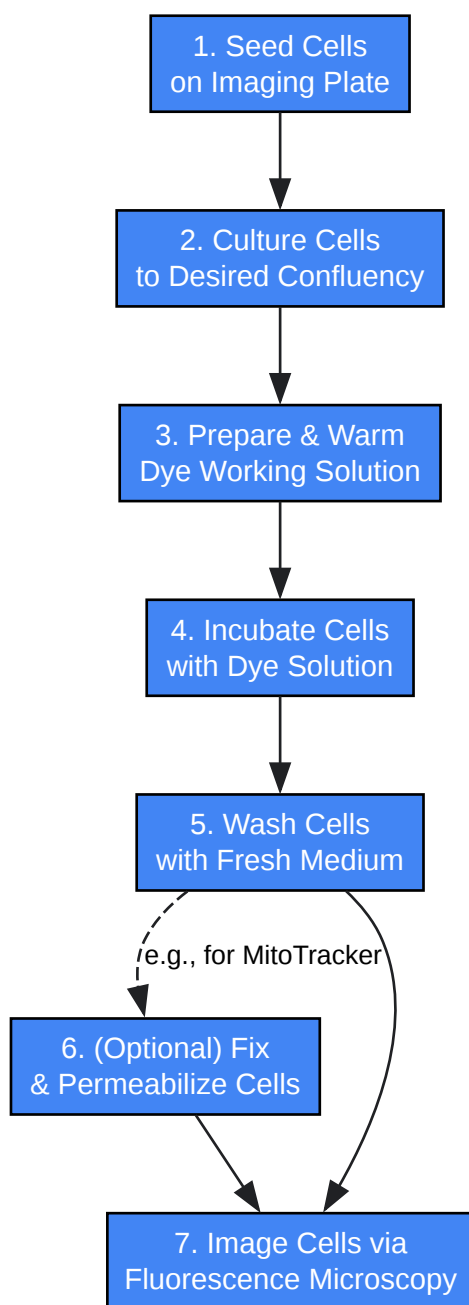 1. Seed Cells
on Imaging Plate
2. Culture Cells
to Desired Confluency
3. Prepare & Warm
Dye Working Solution
4. Incubate Cells
with Dye Solution
5. Wash Cells
with Fresh Medium
e.g., for MitoTracker
6. (Optional) Fix
& Permeabilize Cells
7. Image Cells via
Fluorescence Microscopy